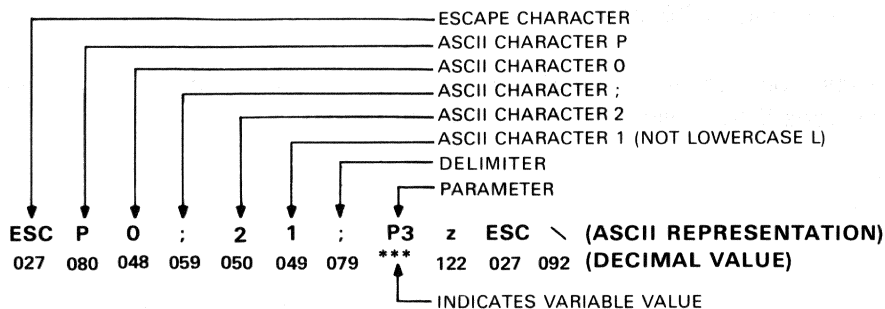 ESCAPE CHARACTER
ASCII CHARACTER P
ASCII CHARACTER 0
ASCII CHARACTER ;
ASCII CHARACTER 2
ASCII CHARACTER 1 (NOT LOWERCASE L)
DELIMITER
PARAMETER
ESC P 0 ; 2 1 ; P3 z ESC \ (ASCII REPRESENTATION)
027 080 048 059 050 049 079 *** 122 027 092 (DECIMAL VALUE)
INDICATES VARIABLE VALUE